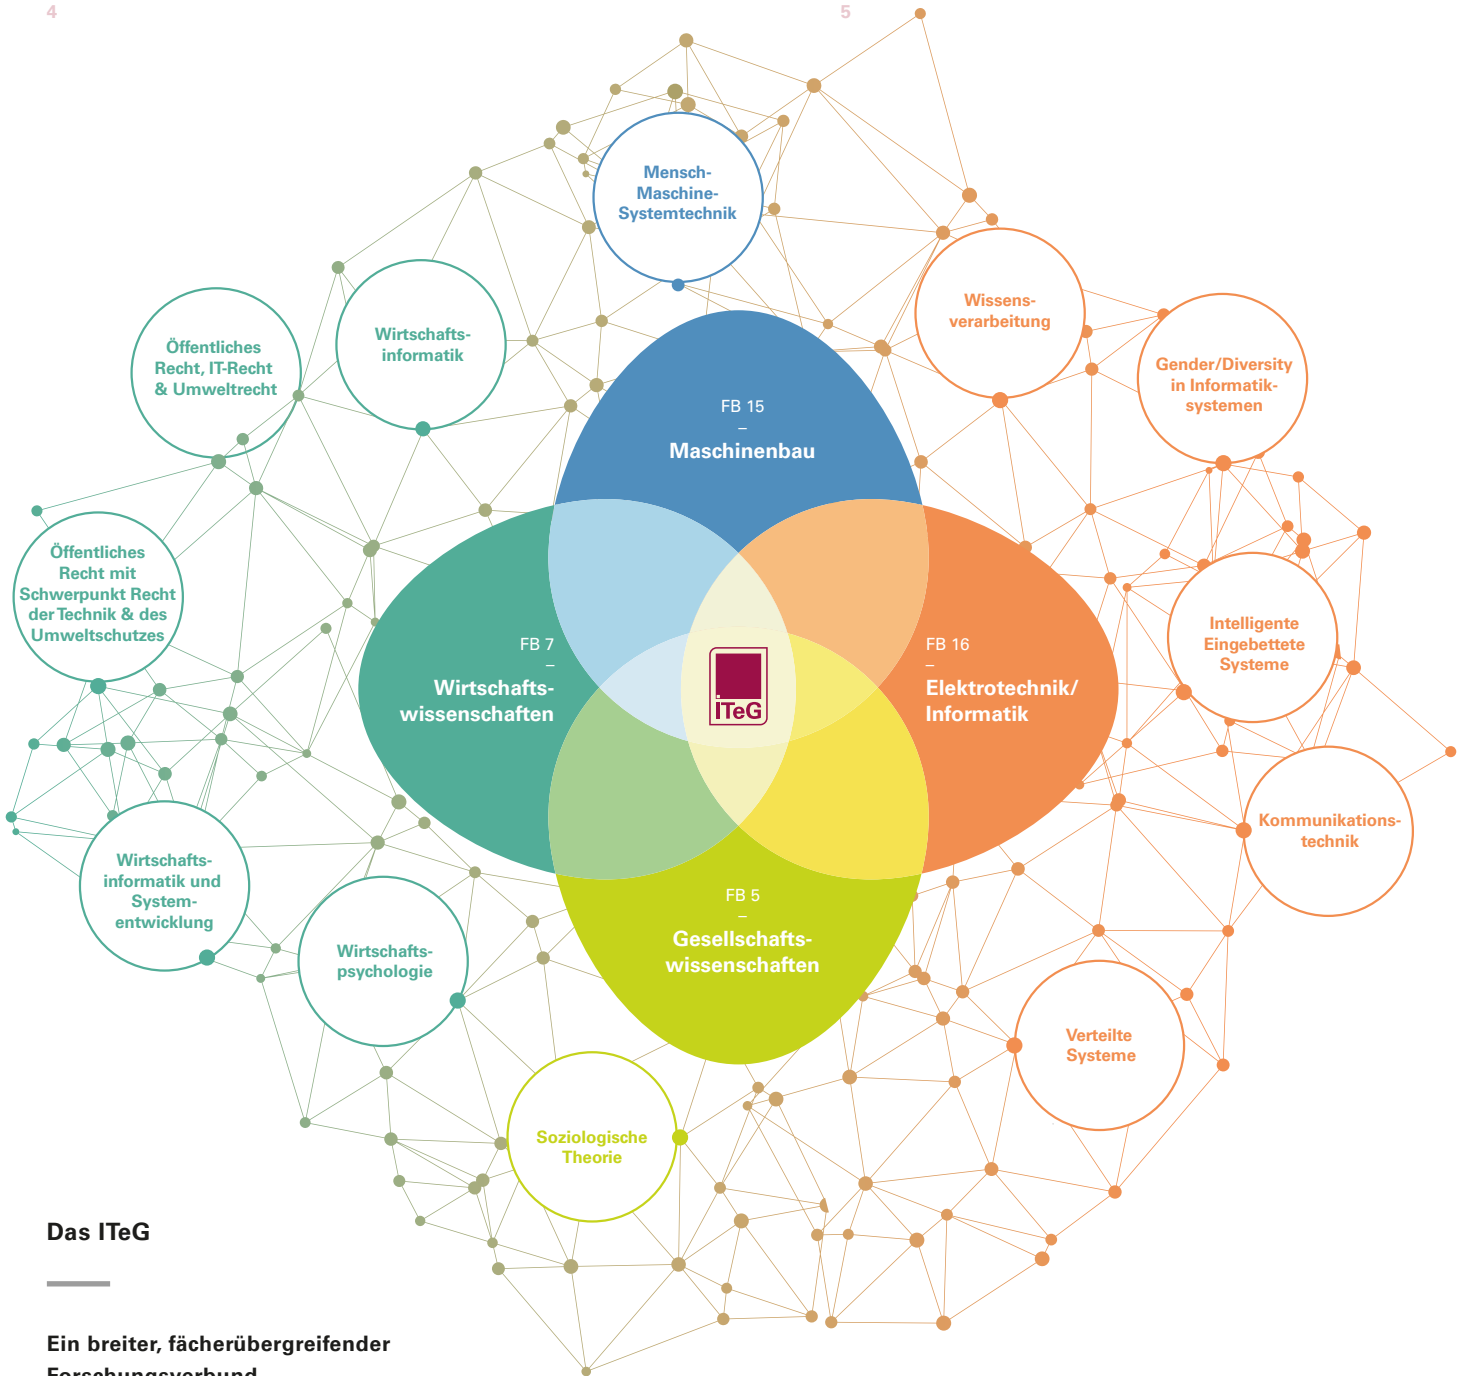 4
5
Mensch-
Maschine-
Systemtechnik
Wissens-
verarbeitung
Gender/Diversity
in Informatik-
systemen
Wirtschafts-
informatik
Öffentliches
Recht, IT-Recht
& Umweltrecht
FB 15
–
Maschinenbau
Öffentliches
Recht mit
Schwerpunkt Recht
der Technik & des
Umweltschutzes
FB 7
–
Wirtschafts-
wissenschaften
ITeG
FB 16
–
Elektrotechnik/
Informatik
Intelligente
Eingebettete
Systeme
Kommunikations-
technik
Wirtschafts-
informatik und
System-
entwicklung
FB 5
–
Gesellschafts-
wissenschaften
Wirtschafts-
psychologie
Verteilte
Systeme
Soziologische
Theorie
Das ITeG
Ein breiter, fächerübergreifender
Forschungsverbund